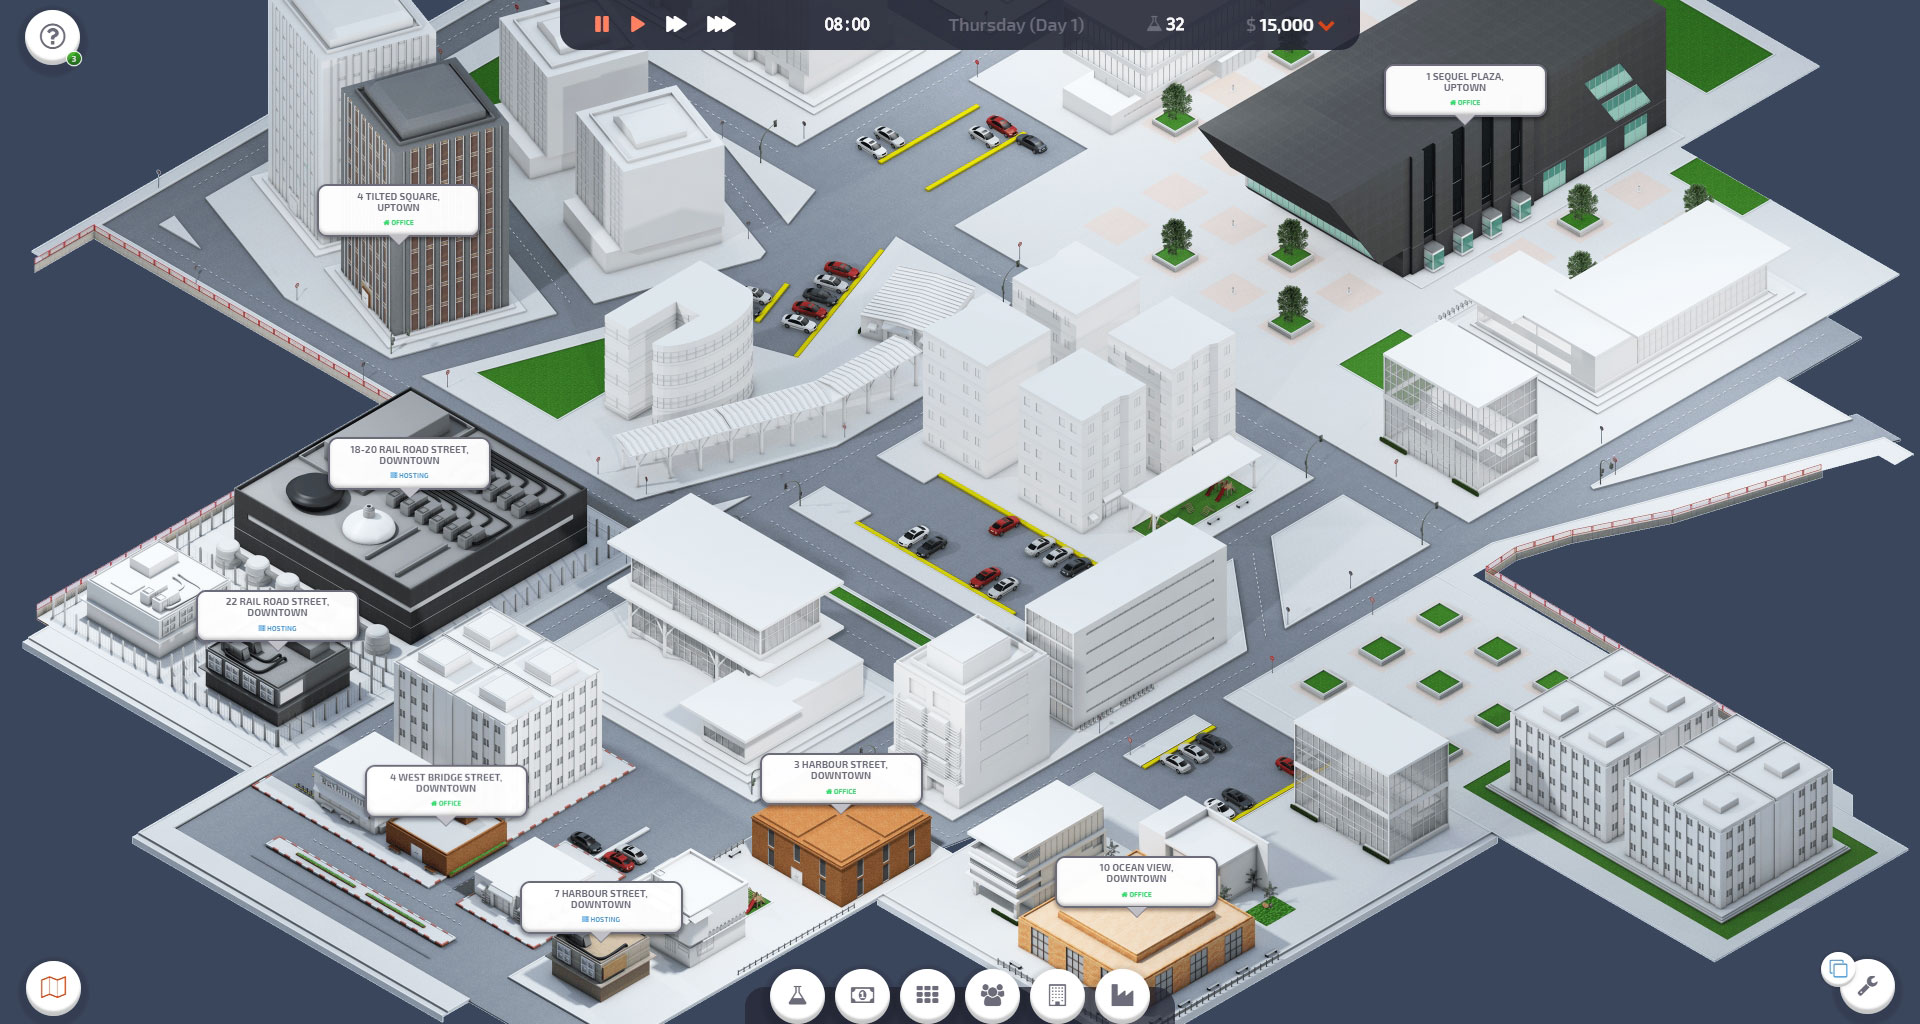 08:00
Thursday (Day 1)
32
$ 15,000
3
1 SEQUEL PLAZA,
UPTOWN
OFFICE
4 TILTED SQUARE,
UPTOWN
OFFICE
18-20 RAIL ROAD STREET,
DOWNTOWN
HOSTING
22 RAIL ROAD STREET,
DOWNTOWN
HOSTING
4 WEST BRIDGE STREET,
DOWNTOWN
OFFICE
3 HARBOUR STREET,
DOWNTOWN
OFFICE
7 HARBOUR STREET,
DOWNTOWN
HOSTING
10 OCEAN VIEW,
DOWNTOWN
OFFICE